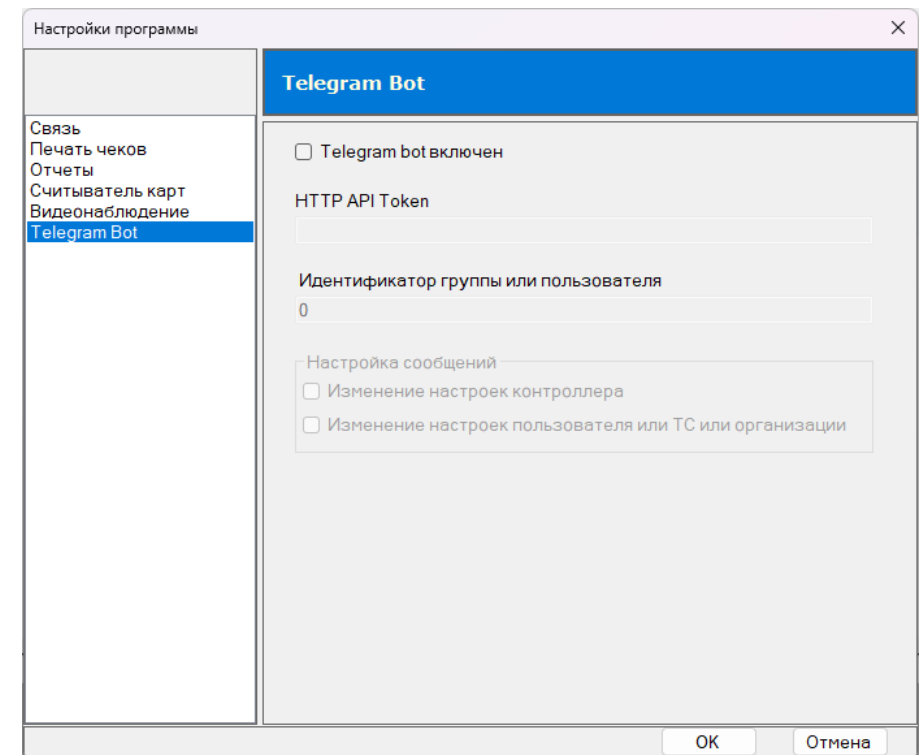 Настройки программы
Telegram Bot
Связь
Печать чеков
Отчеты
Считыватель карт
Видеонаблюдение
Telegram Bot
Telegram bot включен
HTTP API Token
Идентификатор группы или пользователя
0
Настройка сообщений
Изменение настроек контроллера
Изменение настроек пользователя или ТС или организации
OK
Отмена